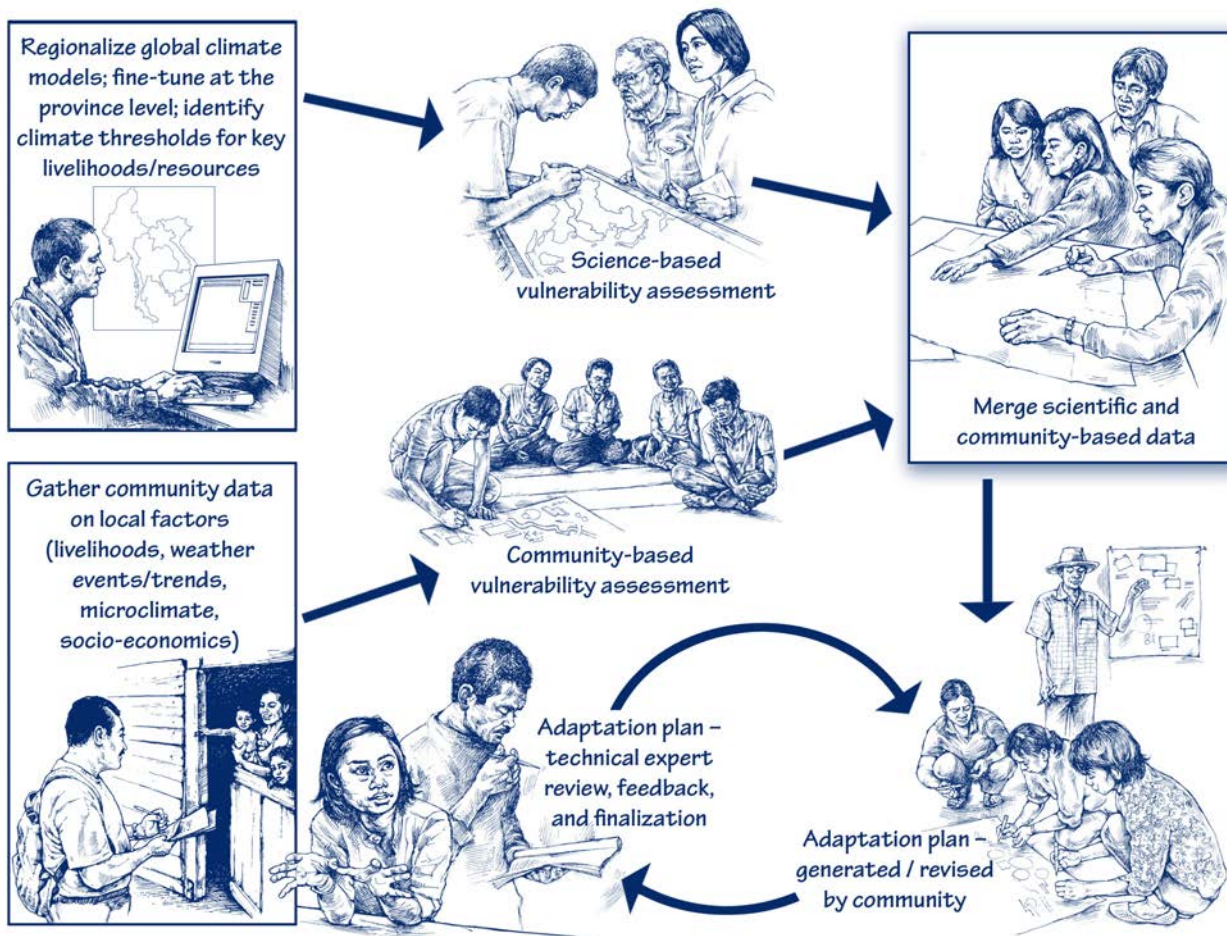 Regionalize global climate
models; fine-tune at the
province level; identify
climate thresholds for key
livelihoods/resources
Science-based
vulnerability assessment
Merge scientific and
community-based data
Gather community data
on local factors
(livelihoods, weather
events/trends,
microclimate,
socio-economics)
Community-based
vulnerability assessment
Adaptation plan –
technical expert
review, feedback,
and finalization
Adaptation plan –
generated / revised
by community